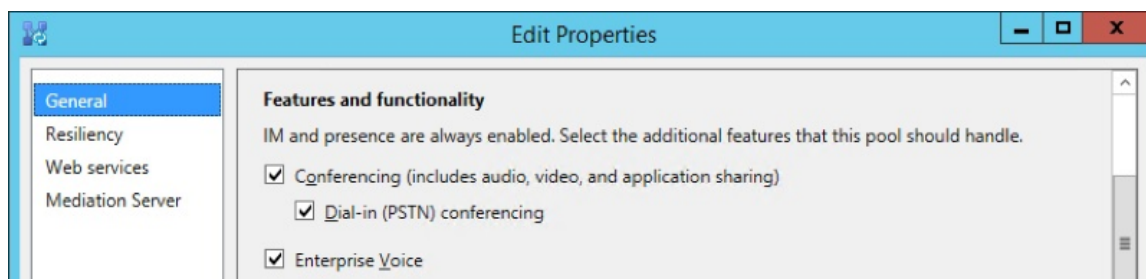 Edit Properties
General
Resiliency
Web services
Mediation Server
Features and functionality
IM and presence are always enabled. Select the additional features that this pool should handle.
Conferencing (includes audio, video, and application sharing)
Dial-in (PSTN) conferencing
Enterprise Voice